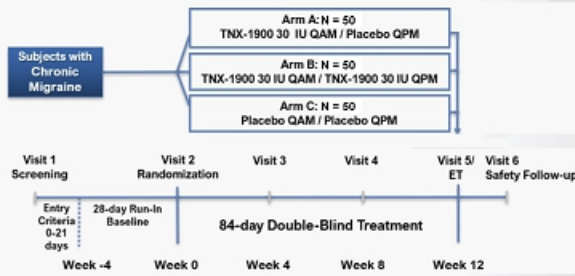 Arm A: N = 50
TNX-1900 30 IU QAM / Placebo QPM
Subjects with
Chronic
Migraine
Arm B: N = 50
TNX-1900 30 IU QAM / TNX-1900 30 IU QPM
Arm C: N = 50
Placebo QAM / Placebo QPM
Visit 1
Screening
Visit 2
Randomization
Visit 3
Visit 4
Visit 5/
ET
Visit 6
Safety Follow-up
Entry
Criteria
0-21
days
28-day Run-In
Baseline
84-day Double-Blind Treatment
Week -4
Week 0
Week 4
Week 8
Week 12